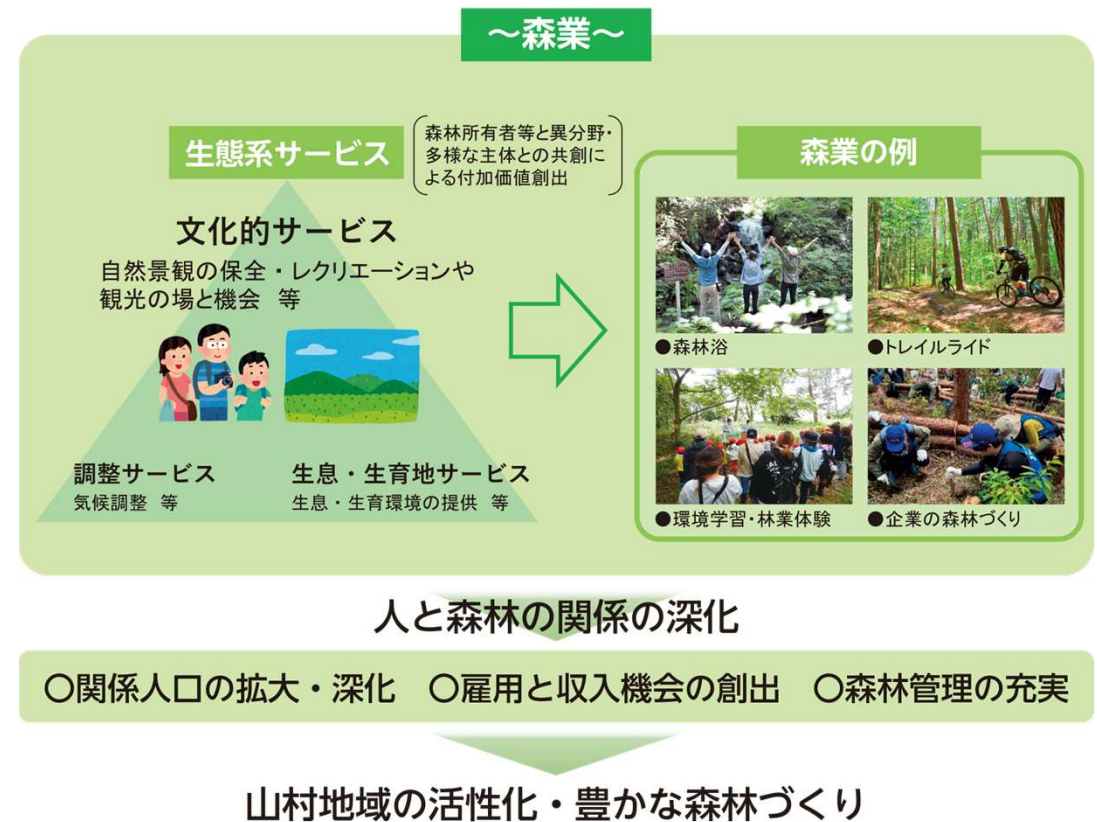 ～森業～
生態系サービス
森林所有者等と異分野・
多様な主体との共創に
よる付加価値創出
文化的サービス
自然景観の保全・レクリエーションや
観光の場と機会 等
調整サービス
気候調整 等
生息・生育地サービス
生息・生育環境の提供 等
森業の例
●森林浴
●トレイルライド
●環境学習・林業体験
●企業の森林づくり
人と森林の関係の深化
〇関係人口の拡大・深化 〇雇用と収入機会の創出 〇森林管理の充実
山村地域の活性化・豊かな森林づくり